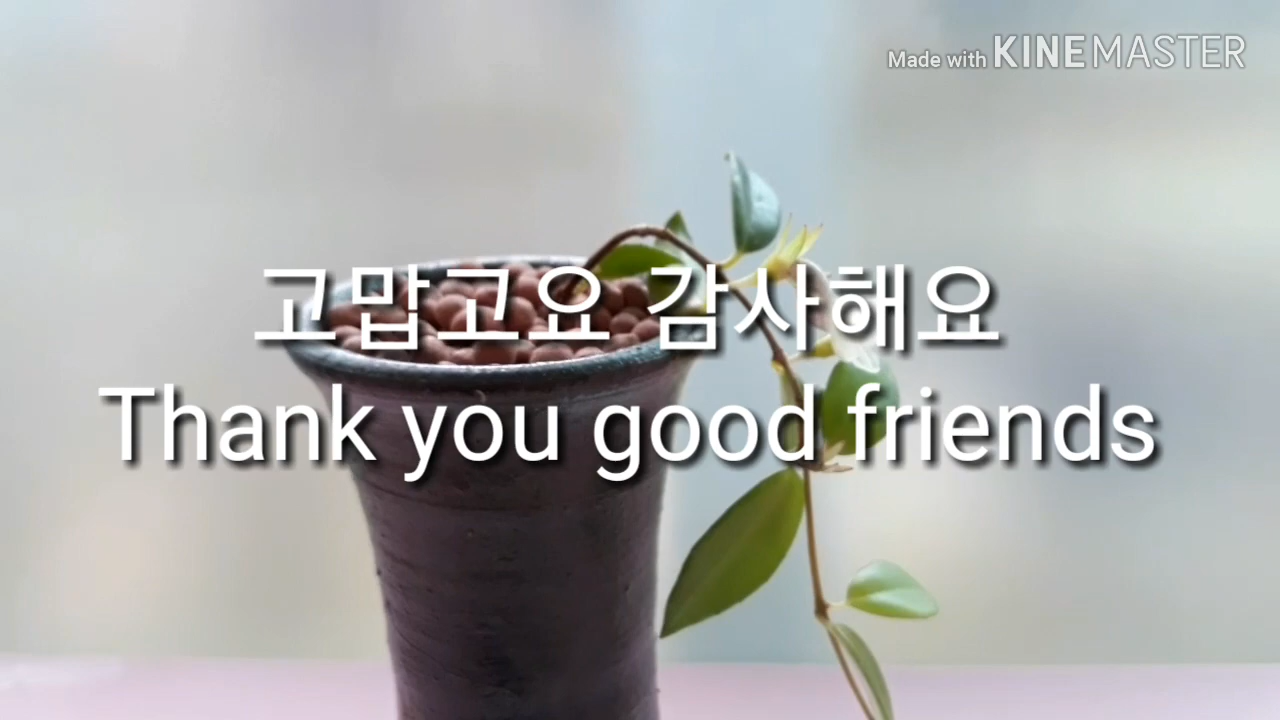 Made with KINEMASTER
고맙고요 감사해요
Thank you good friends